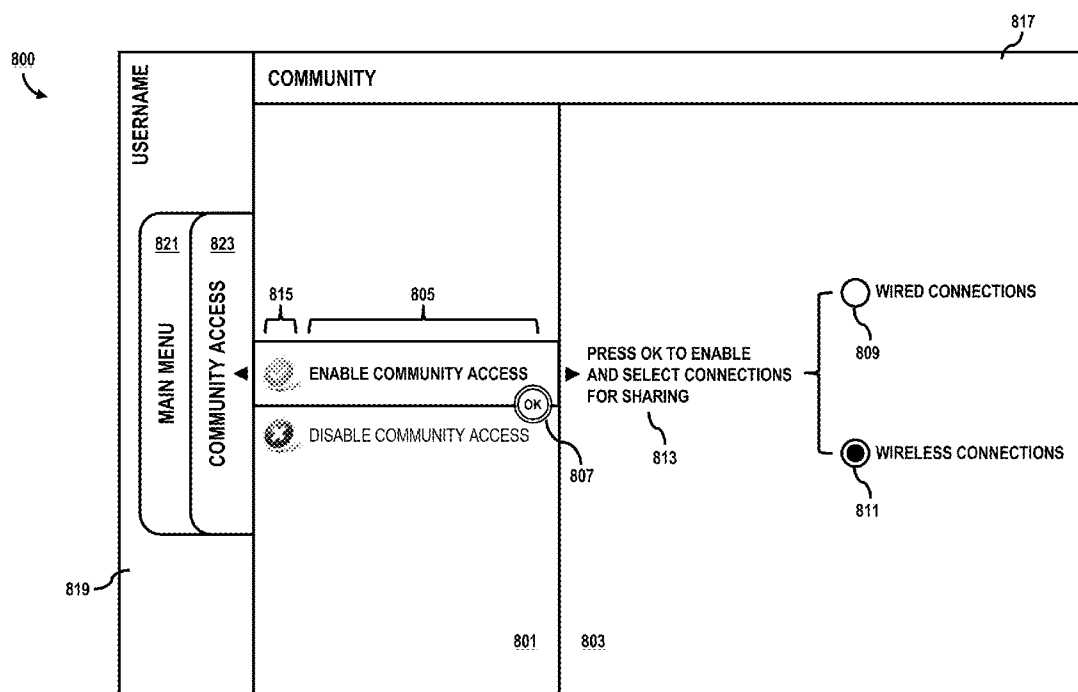 817
800
USERNAME
COMMUNITY
821
823
MAIN MENU
COMMUNITY ACCESS
815
805
WIRED CONNECTIONS
809
ENABLE COMMUNITY ACCESS
PRESS OK TO ENABLE
AND SELECT CONNECTIONS
FOR SHARING
OK
DISABLE COMMUNITY ACCESS
807
813
WIRELESS CONNECTIONS
811
819
801
803